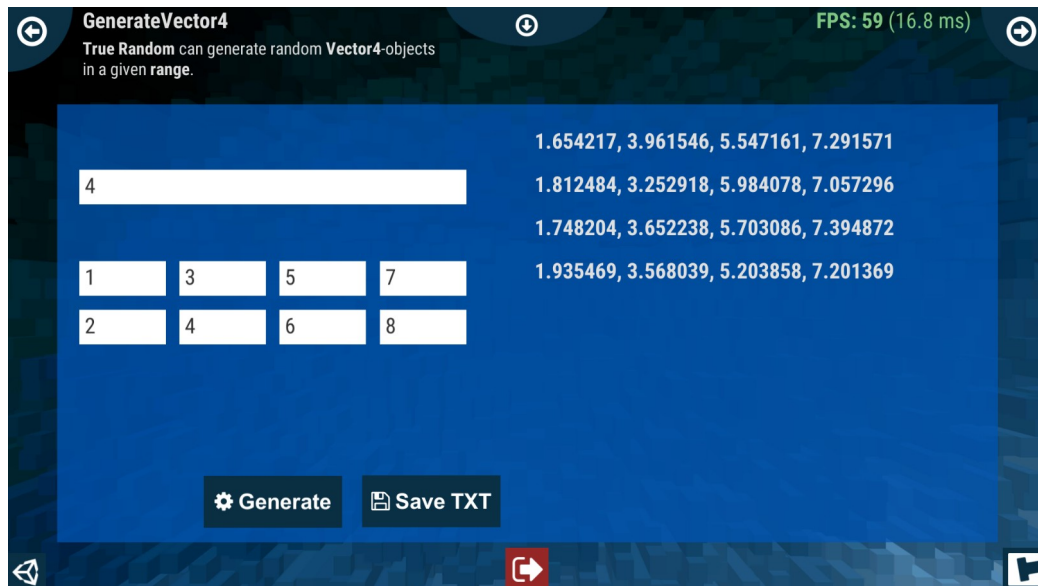 GenerateVector4
True Random can generate random Vector4-objects
in a given range.
FPS: 59 (16.8 ms)
4
1 3 5 7
2 4 6 8
Generate
Save TXT
1.654217, 3.961546, 5.547161, 7.291571
1.812484, 3.252918, 5.984078, 7.057296
1.748204, 3.652238, 5.703086, 7.394872
1.935469, 3.568039, 5.203858, 7.201369